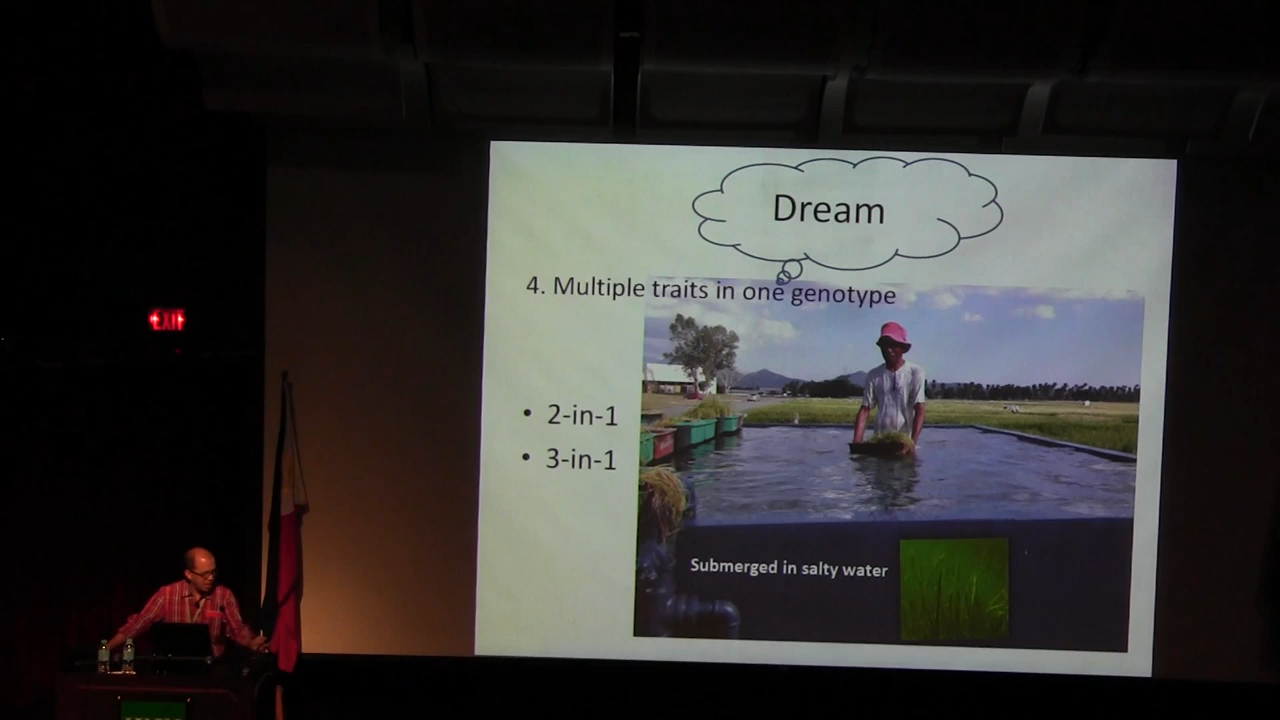 Dream
4. Multiple traits in one genotype
• 2-in-1
• 3-in-1
Submerged in salty water
EXIT